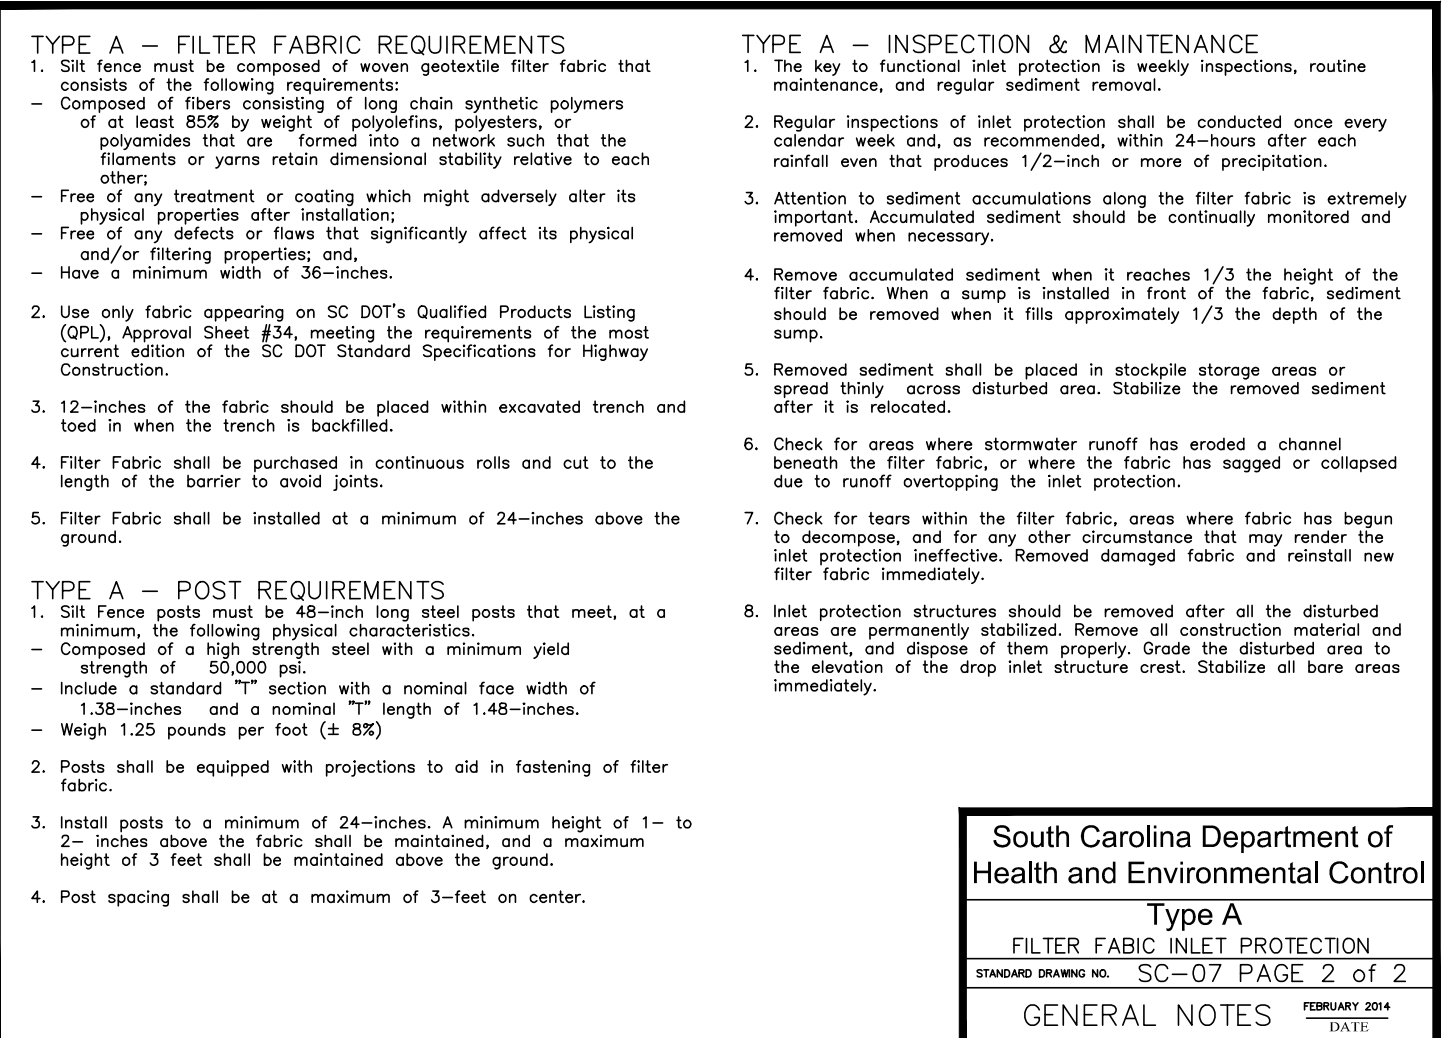 TYPE A – FILTER FABRIC REQUIREMENTS
1. Silt fence must be composed of woven geotextile filter fabric that
consists of the following requirements:
– Composed of fibers consisting of long chain synthetic polymers
of at least 85% by weight of polyolefins, polyesters, or
polyamides that are formed into a network such that the
filaments or yarns retain dimensional stability relative to each
other;
– Free of any treatment or coating which might adversely alter its
physical properties after installation;
– Free of any defects or flaws that significantly affect its physical
and/or filtering properties; and,
– Have a minimum width of 36–inches.
2. Use only fabric appearing on SC DOT's Qualified Products Listing
(QPL), Approval Sheet #34, meeting the requirements of the most
current edition of the SC DOT Standard Specifications for Highway
Construction.
3. 12–inches of the fabric should be placed within excavated trench and
toed in when the trench is backfilled.
4. Filter Fabric shall be purchased in continuous rolls and cut to the
length of the barrier to avoid joints.
5. Filter Fabric shall be installed at a minimum of 24–inches above the
ground.
TYPE A – POST REQUIREMENTS
1. Silt Fence posts must be 48–inch long steel posts that meet, at a
minimum, the following physical characteristics.
– Composed of a high strength steel with a minimum yield
strength of 50,000 psi.
– Include a standard "T" section with a nominal face width of
1.38–inches and a nominal "T" length of 1.48–inches.
– Weigh 1.25 pounds per foot (± 8%)
2. Posts shall be equipped with projections to aid in fastening of filter
fabric.
3. Install posts to a minimum of 24–inches. A minimum height of 1– to
2– inches above the fabric shall be maintained, and a maximum
height of 3 feet shall be maintained above the ground.
4. Post spacing shall be at a maximum of 3–feet on center.
TYPE A – INSPECTION & MAINTENANCE
1. The key to functional inlet protection is weekly inspections, routine
maintenance, and regular sediment removal.
2. Regular inspections of inlet protection shall be conducted once every
calendar week and, as recommended, within 24–hours after each
rainfall even that produces 1/2–inch or more of precipitation.
3. Attention to sediment accumulations along the filter fabric is extremely
important. Accumulated sediment should be continually monitored and
removed when necessary.
4. Remove accumulated sediment when it reaches 1/3 the height of the
filter fabric. When a sump is installed in front of the fabric, sediment
should be removed when it fills approximately 1/3 the depth of the
sump.
5. Removed sediment shall be placed in stockpile storage areas or
spread thinly across disturbed area. Stabilize the removed sediment
after it is relocated.
6. Check for areas where stormwater runoff has eroded a channel
beneath the filter fabric, or where the fabric has sagged or collapsed
due to runoff overtopping the inlet protection.
7. Check for tears within the filter fabric, areas where fabric has begun
to decompose, and for any other circumstance that may render the
inlet protection ineffective. Removed damaged fabric and reinstall new
filter fabric immediately.
8. Inlet protection structures should be removed after all the disturbed
areas are permanently stabilized. Remove all construction material and
sediment, and dispose of them properly. Grade the disturbed area to
the elevation of the drop inlet structure crest. Stabilize all bare areas
immediately.
South Carolina Department of
Health and Environmental Control
Type A
FILTER FABIC INLET PROTECTION
STANDARD DRAWING NO. SC–07 PAGE 2 of 2
GENERAL NOTES FEBRUARY 2014
DATE